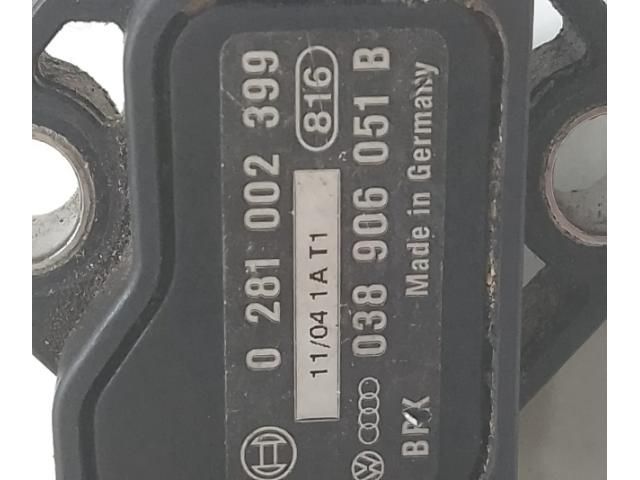 0 281 002 399
816
11/04 1A T1
038 906 051 B
Made in Germany